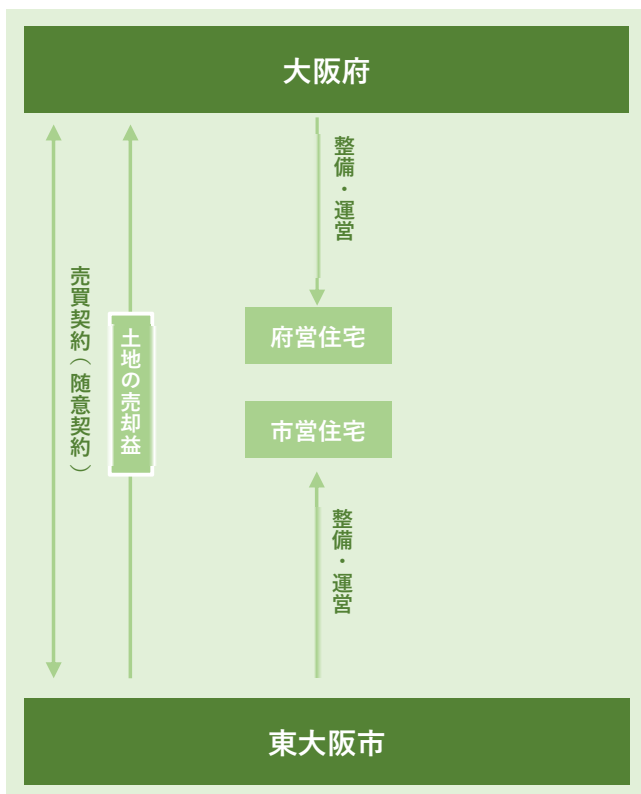 大阪府
整備・運営
売買契約（随意契約）
土地の売却益
府営住宅
市営住宅
整備・運営
東大阪市